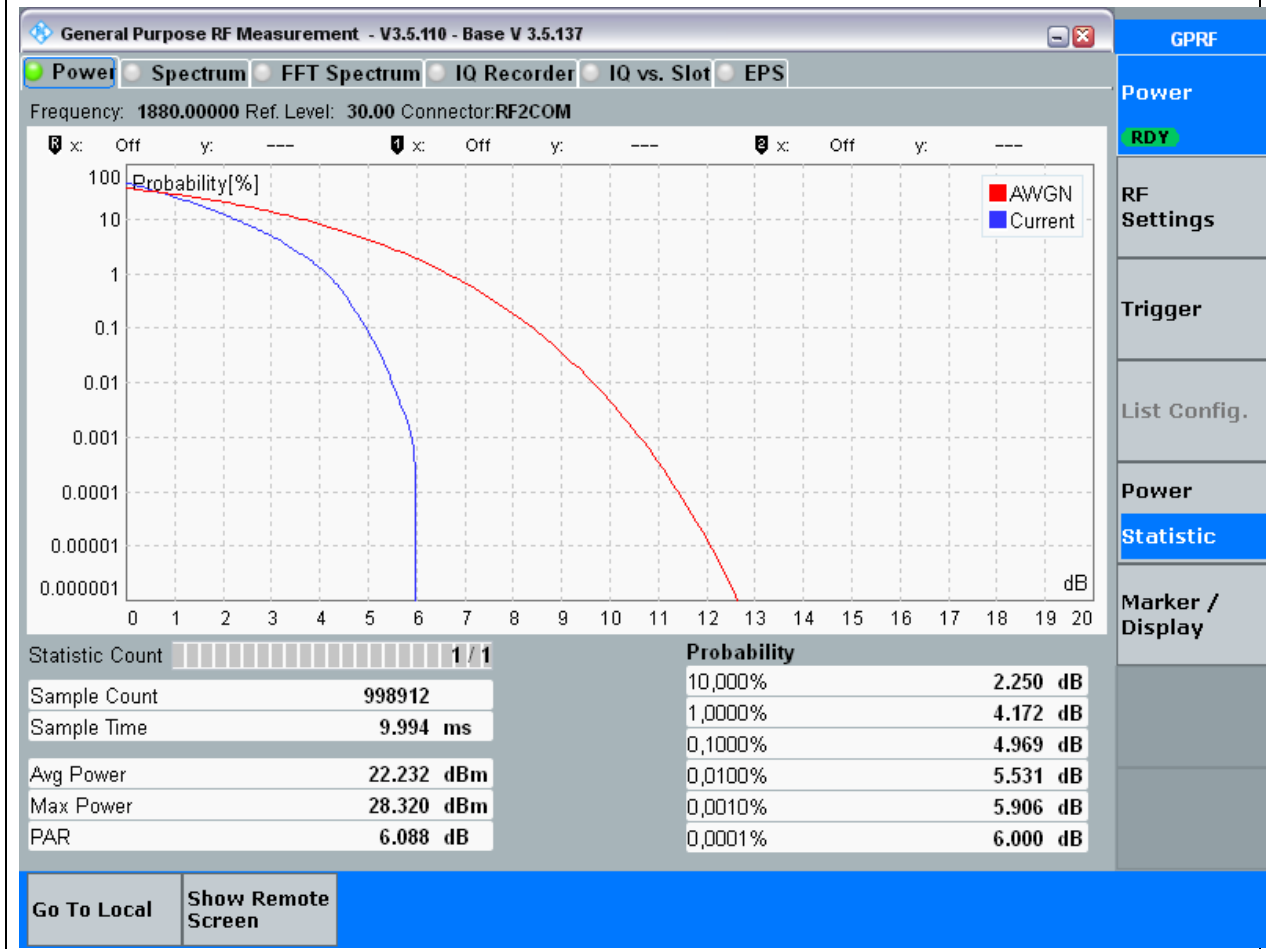 General Purpose RF Measurement - V3.5.110 - Base V 3.5.137
GPRF
Power Spectrum FFT Spectrum IQ Recorder IQ vs. Slot EPS
Frequency: 1880.00000 Ref. Level: 30.00 Connector:RF2COM
R x: Off y: --- 1 x: Off y: --- 2 x: Off y: ---
Probability[%]
AWGN
Current
100
10
1
0.1
0.01
0.001
0.0001
0.00001
0.000001
dB
0 1 2 3 4 5 6 7 8 9 10 11 12 13 14 15 16 17 18 19 20
Statistic Count 1 / 1
Sample Count 998912
Sample Time 9.994 ms
Avg Power 22.232 dBm
Max Power 28.320 dBm
PAR 6.088 dB
Probability
10,000% 2.250 dB
1,0000% 4.172 dB
0,1000% 4.969 dB
0,0100% 5.531 dB
0,0010% 5.906 dB
0,0001% 6.000 dB
Power
RDY
RF
Settings
Trigger
List Config.
Power
Statistic
Marker /
Display
Go To Local
Show Remote
Screen